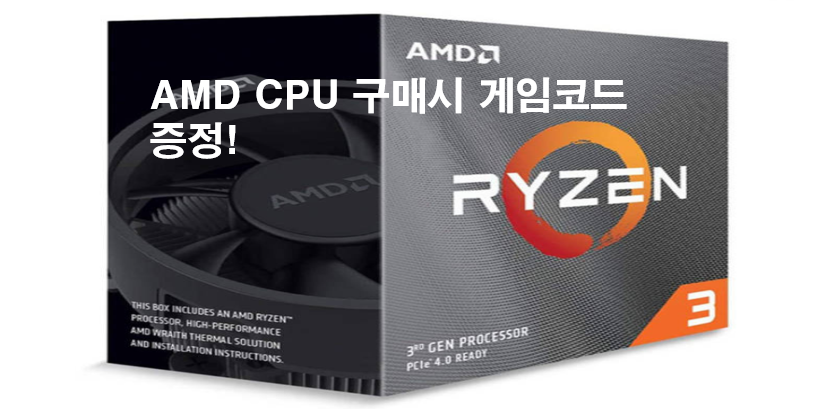 AMD
AMD CPU 구매시 게임코드
증정!
AMD
RYZEN
THIS BOX INCLUDES AN AMD RYZEN™
PROCESSOR, HIGH-PERFORMANCE
AMD WRAITH THERMAL SOLUTION
AND INSTALLATION INSTRUCTIONS.
3RD GEN PROCESSOR
PCIe® 4.0 READY
3